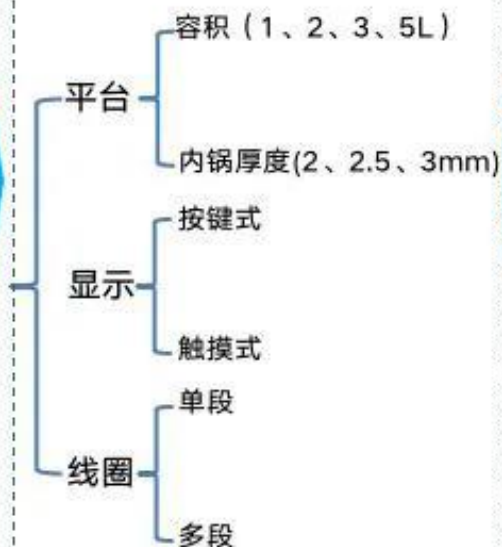 容积（1、2、3、5L）
平台
内锅厚度(2、2.5、3mm)
按键式
显示
触摸式
单段
线圈
多段